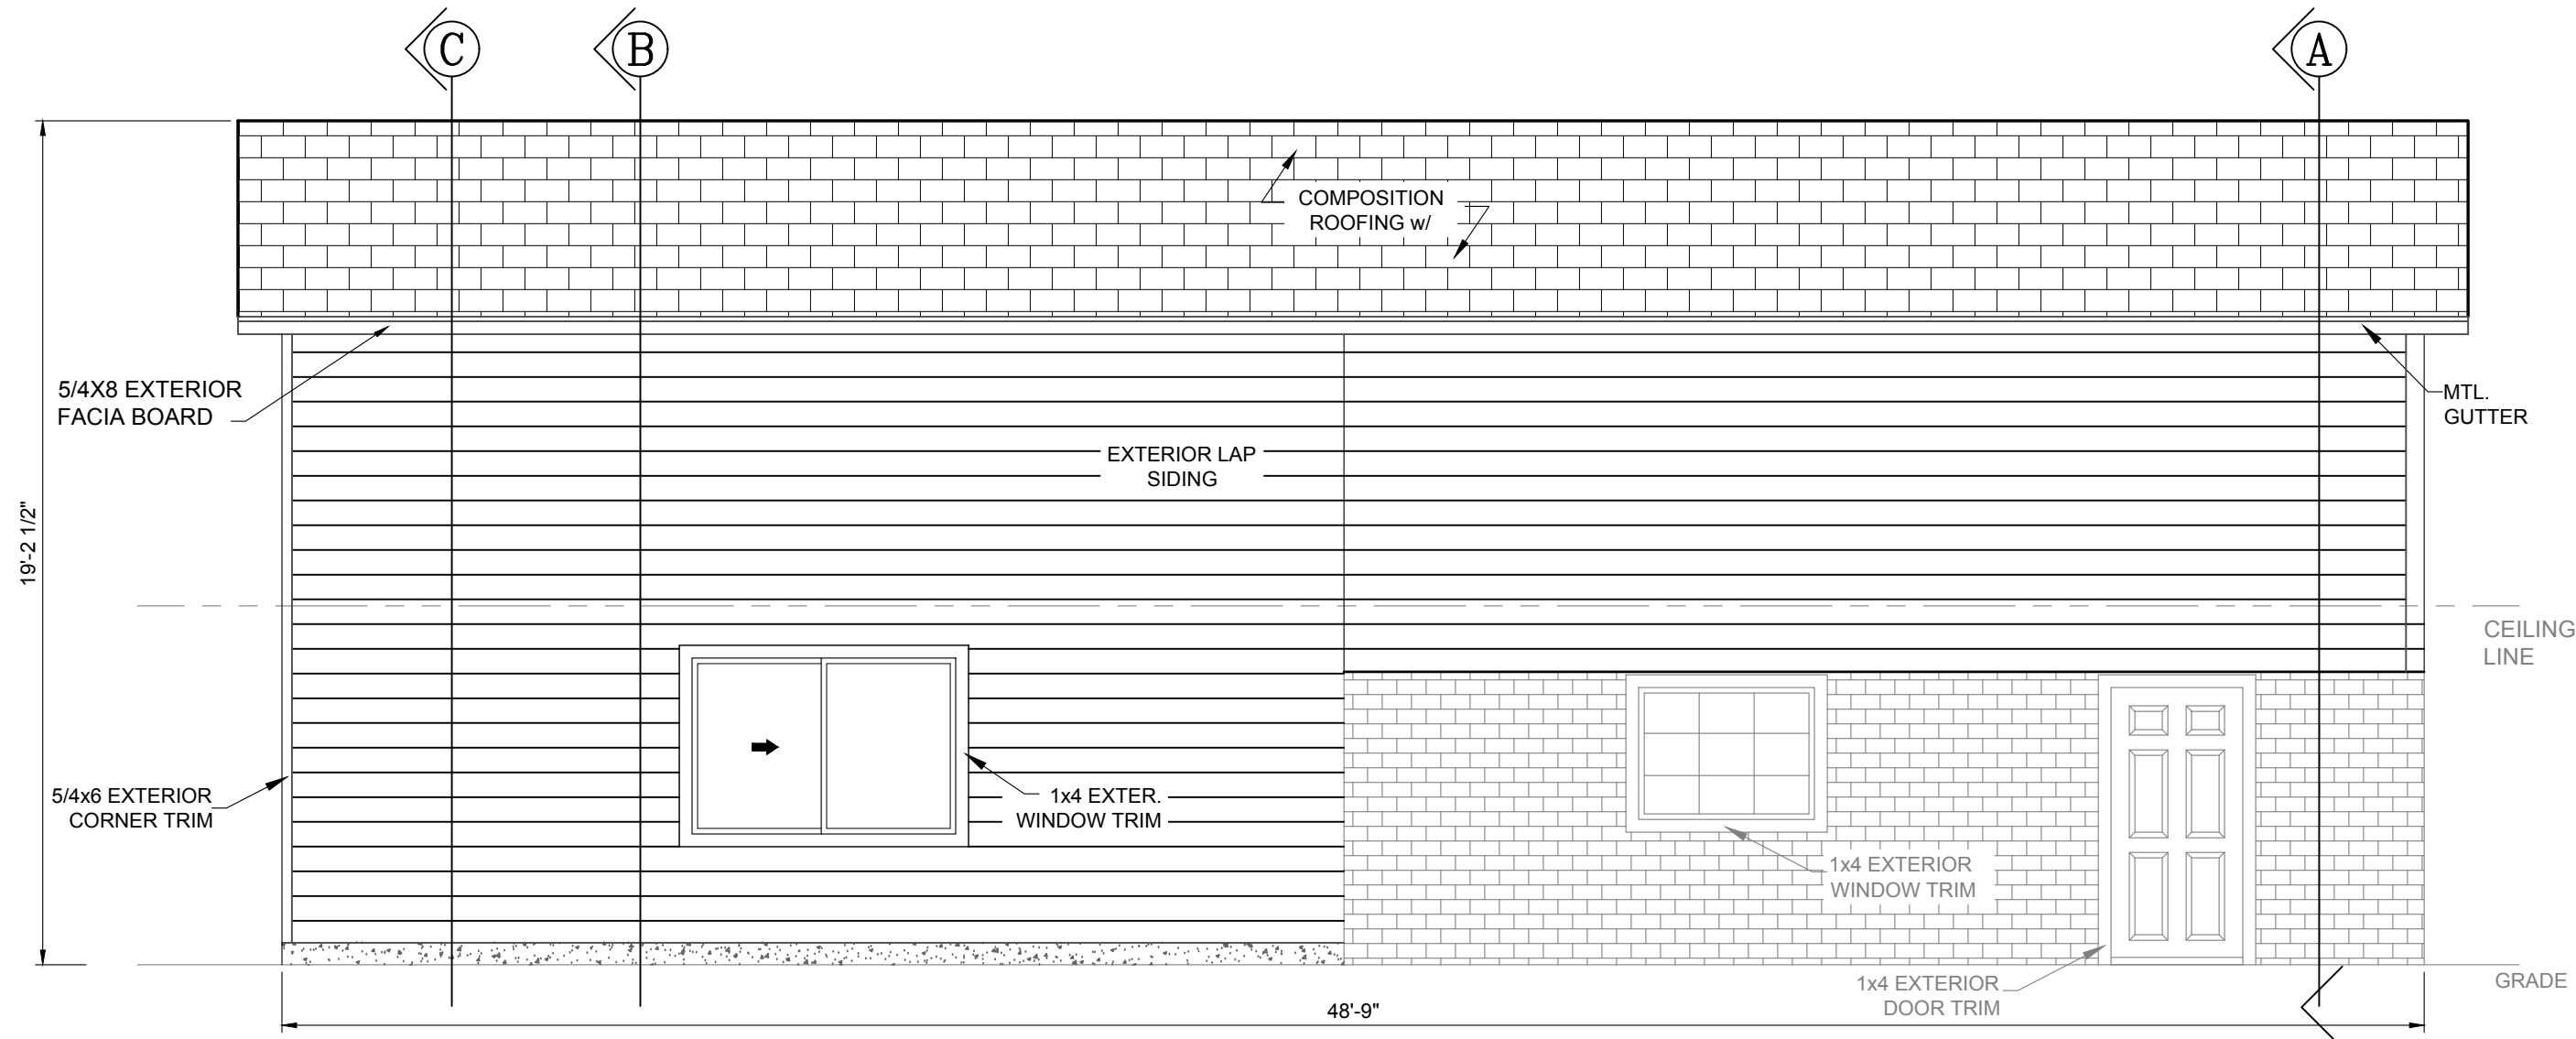 C
B
A
COMPOSITION
ROOFING w/
5/4X8 EXTERIOR
FACIA BOARD
MTL.
GUTTER
EXTERIOR LAP
SIDING
19'-2 1/2"
CEILING
LINE
5/4x6 EXTERIOR
CORNER TRIM
1x4 EXTER.
WINDOW TRIM
1x4 EXTERIOR
WINDOW TRIM
1x4 EXTERIOR
DOOR TRIM
GRADE
48'-9"